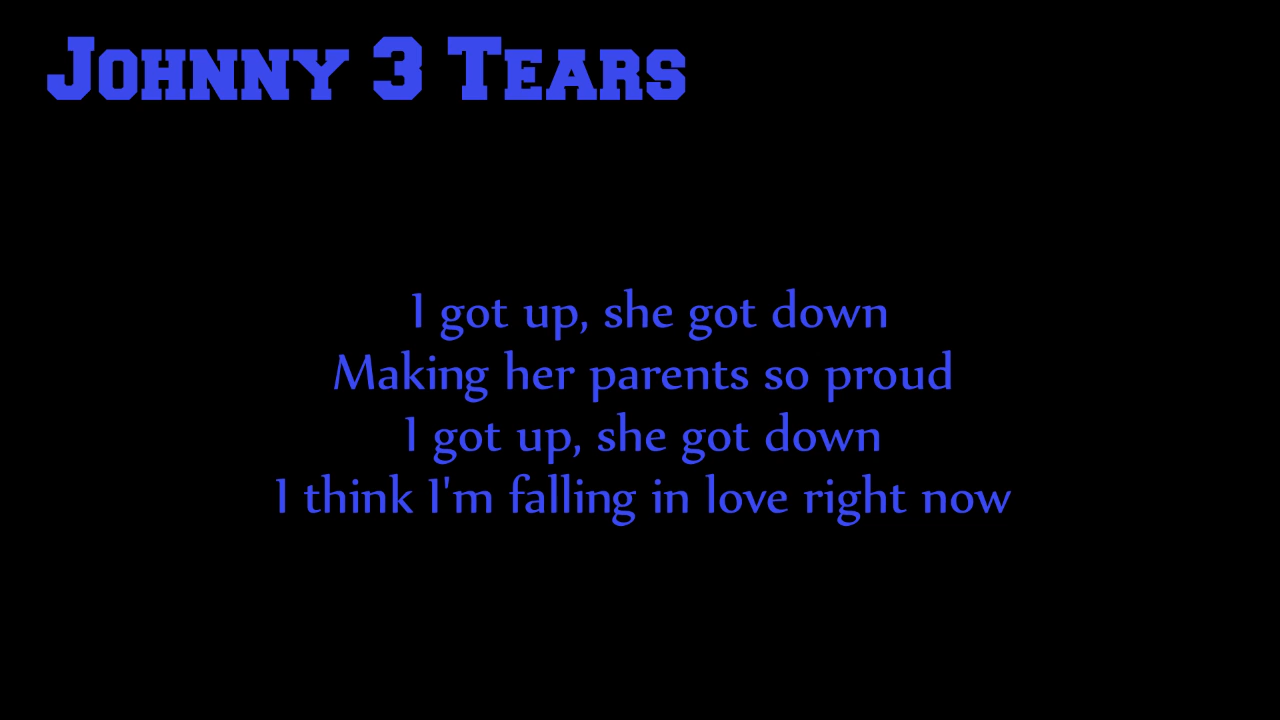 Johnny 3 Tears
I got up, she got down
Making her parents so proud
I got up, she got down
I think I'm falling in love right now